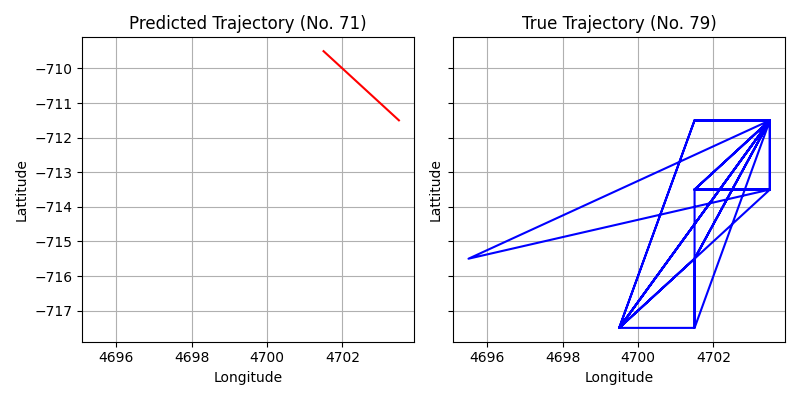 Predicted Trajectory (No. 71)
True Trajectory (No. 79)
Lattitude
−710
−711
−712
−713
−714
−715
−716
−717
4696
4698
4700
4702
Longitude
Lattitude
4696
4698
4700
4702
Longitude